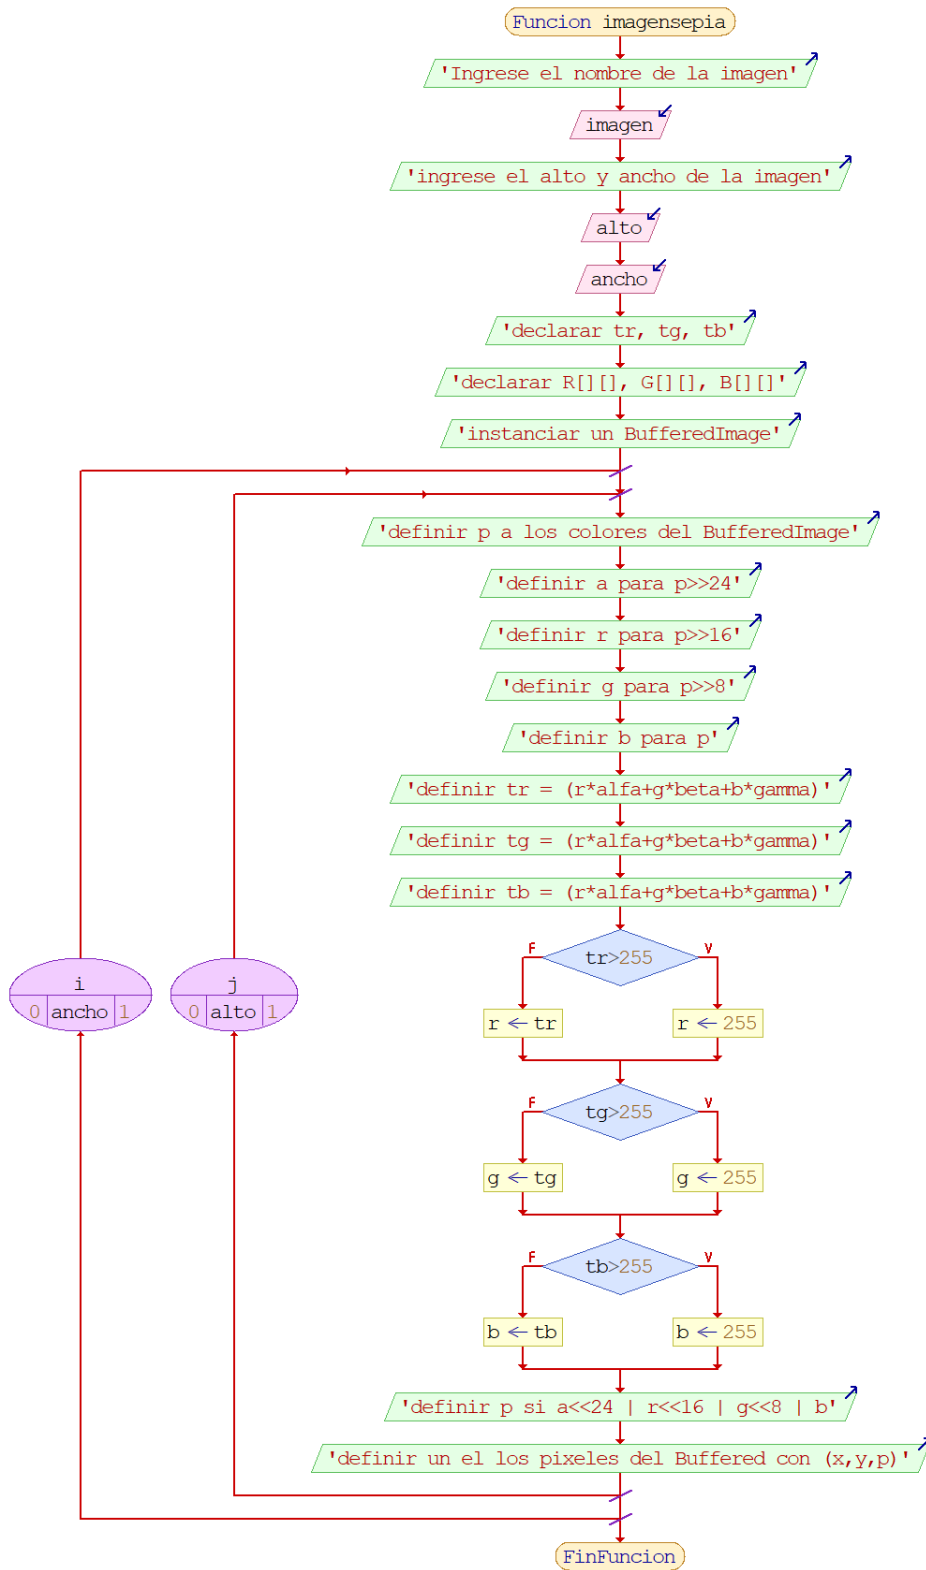 Funcion imagensepia
'Ingrese el nombre de la imagen'
imagen
'ingrese el alto y ancho de la imagen'
alto
ancho
'declarar tr, tg, tb'
'declarar R[][], G[][], B[][]'
'instanciar un BufferedImage'
'definir p a los colores del BufferedImage'
'definir a para p>>24'
'definir r para p>>16'
'definir g para p>>8'
'definir b para p'
'definir tr = (r*alfa+g*beta+b*gamma)'
'definir tg = (r*alfa+g*beta+b*gamma)'
'definir tb = (r*alfa+g*beta+b*gamma)'
F tr>255 V
i
0 ancho 1
j
0 alto 1
r ← tr
r ← 255
F tg>255 V
g ← tg
g ← 255
F tb>255 V
b ← tb
b ← 255
'definir p si a<<24 | r<<16 | g<<8 | b'
'definir un el los pixeles del Buffered con (x,y,p)'
FinFuncion